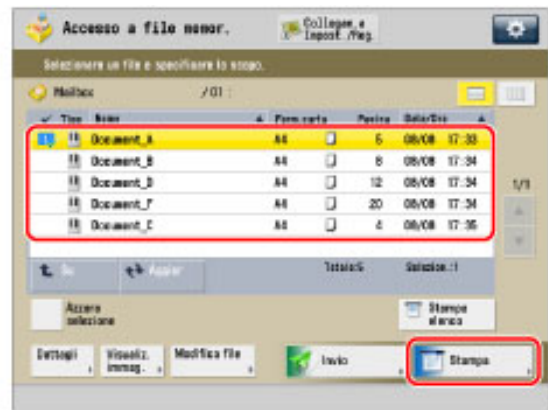 Accesso a file memor.
Collegam. a
Impost./Reg.
Selezionare un file e specificare lo scopo.
Mailbox /01:
Tipo Nome Form.carta Pagina Data/Ora
1 Document_A A4 6 08/08 17:33
Document_B A4 8 08/08 17:34
Document_D A4 12 08/08 17:34
Document_F A4 20 08/08 17:34
Document_C A4 4 08/08 17:35
1/1
Su Aggior Totale:5 Selezion.:1
Azzera
selezione
Stampa
elenco
Dettagli
Visualiz.
immag.
Modifica file
Invio
Stampa